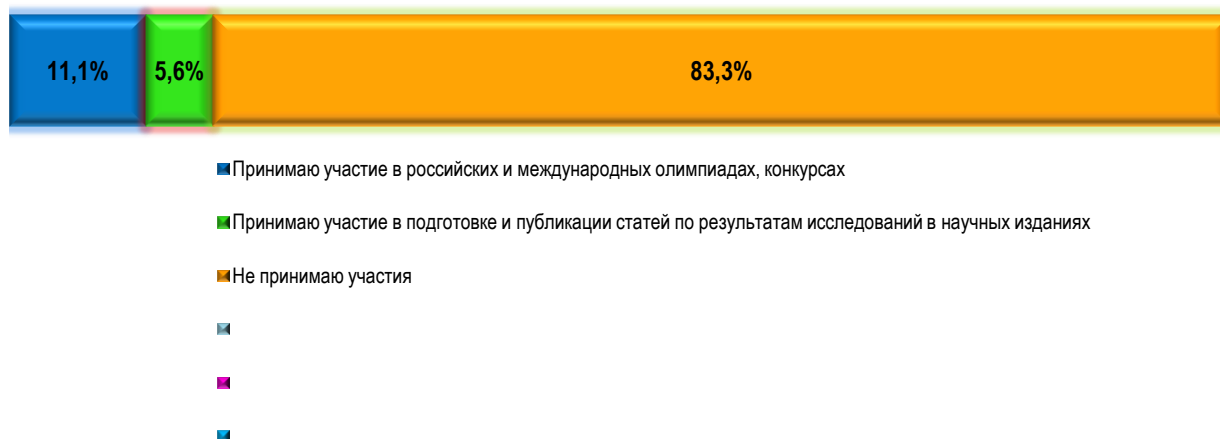 11,1% 5,6% 83,3%
Принимаю участие в российских и международных олимпиадах, конкурсах
Принимаю участие в подготовке и публикации статей по результатам исследований в научных изданиях
Не принимаю участия